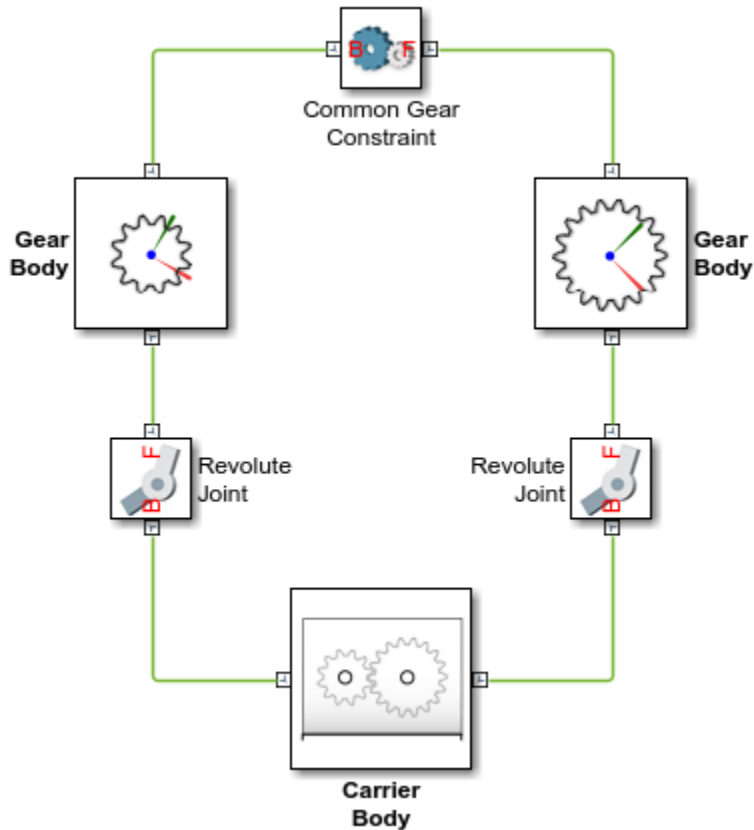 B F
Common Gear
Constraint
Gear
Body
Gear
Body
F
Revolute
Joint
B
Revolute
Joint
F
B
Carrier
Body